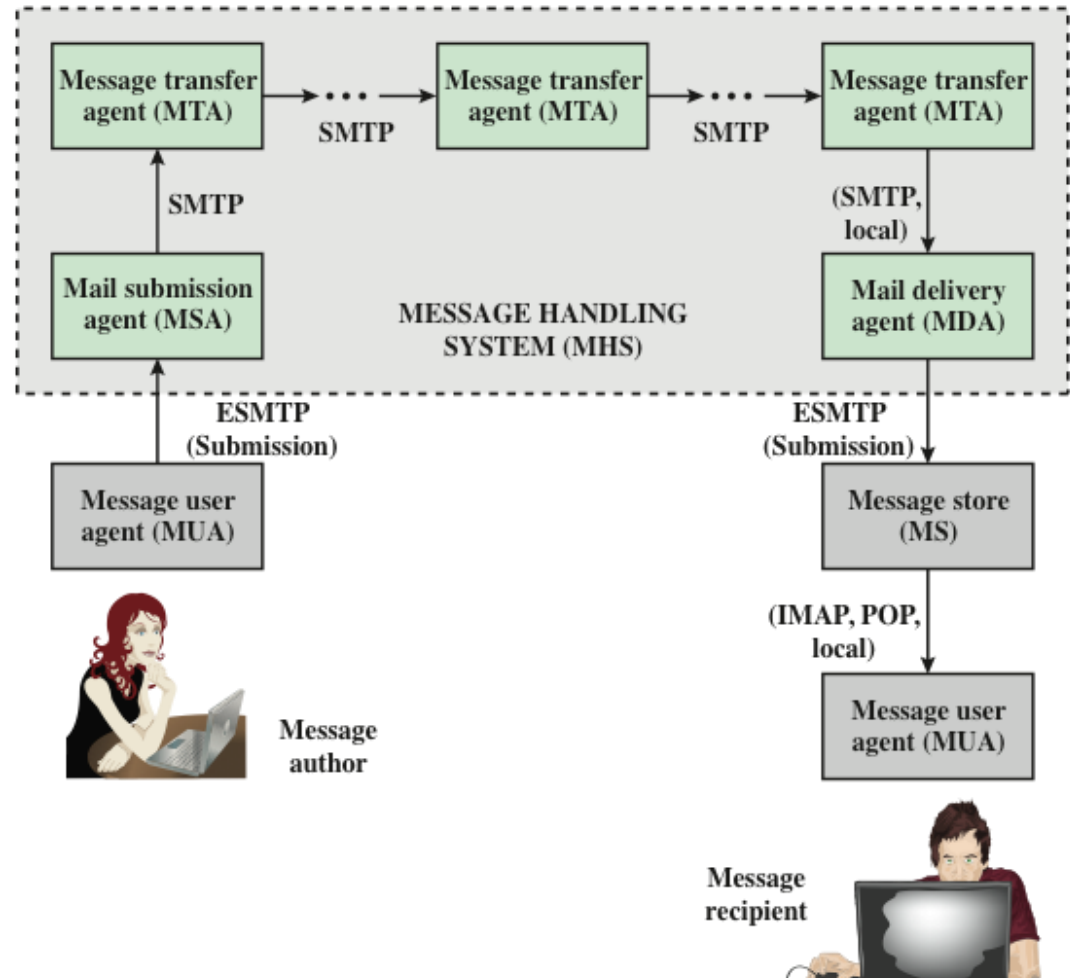 Message transfer
agent (MTA)
SMTP
Message transfer
agent (MTA)
SMTP
Message transfer
agent (MTA)
SMTP
(SMTP,
local)
Mail submission
agent (MSA)
MESSAGE HANDLING
SYSTEM (MHS)
Mail delivery
agent (MDA)
ESMTP
(Submission)
ESMTP
(Submission)
Message user
agent (MUA)
Message store
(MS)
(IMAP, POP,
local)
Message user
agent (MUA)
Message
author
Message
recipient